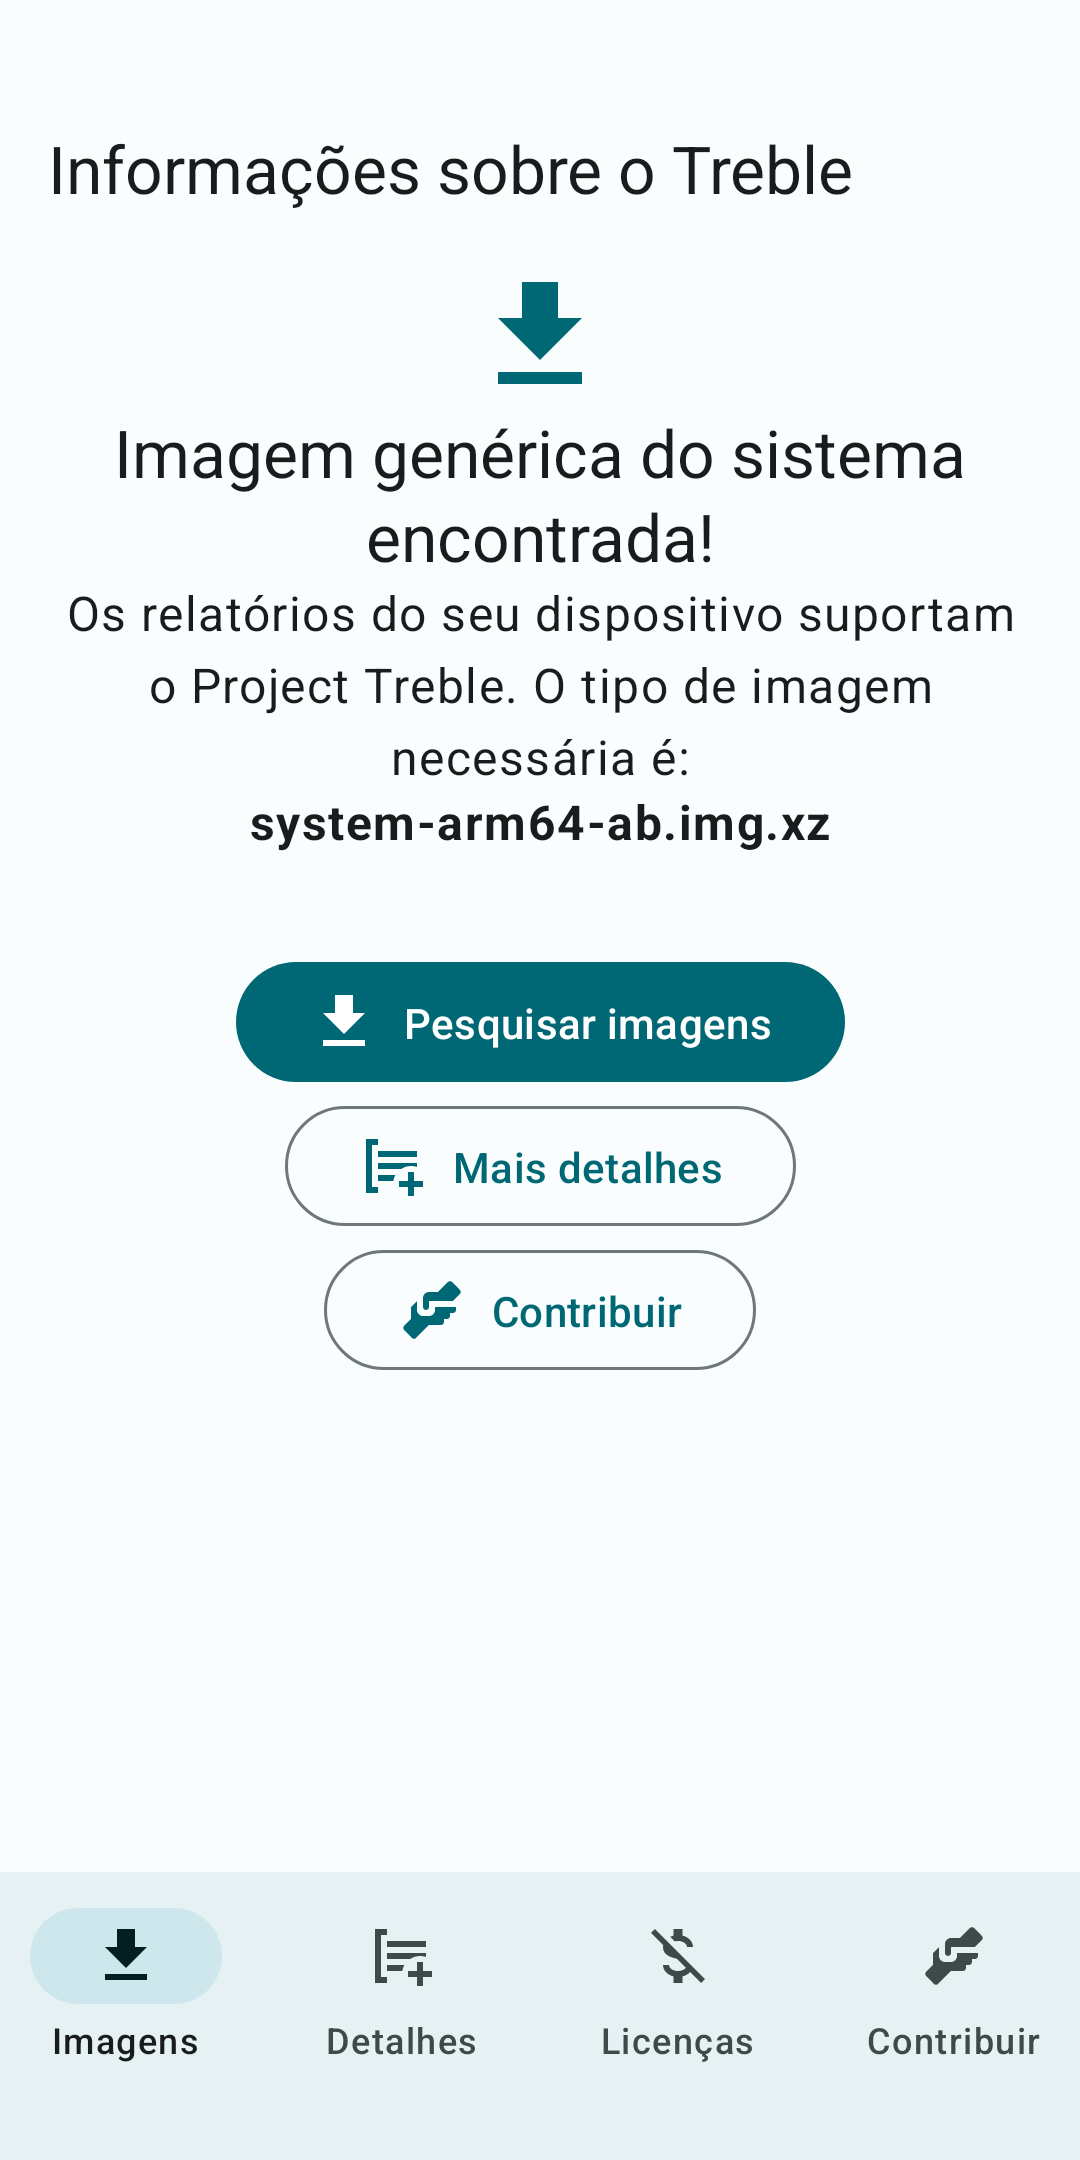 Informações sobre o Treble
Imagem genérica do sistema
encontrada!
Os relatórios do seu dispositivo suportam
o Project Treble. O tipo de imagem
necessária é:
system-arm64-ab.img.xz
Pesquisar imagens
Mais detalhes
Contribuir
Imagens
Detalhes
Licenças
Contribuir